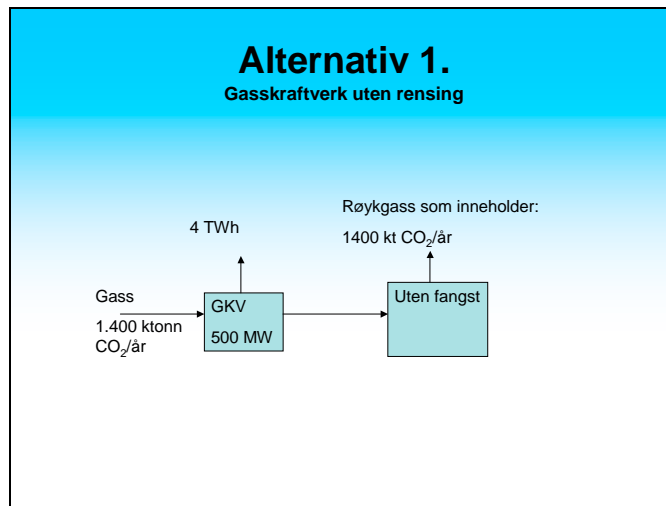 Alternativ 1.
Gasskraftverk uten rensing
Røykgass som inneholder:
4 TWh
1400 kt CO₂/år
Gass
1.400 ktonn
CO₂/år
GKV
500 MW
Uten fangst